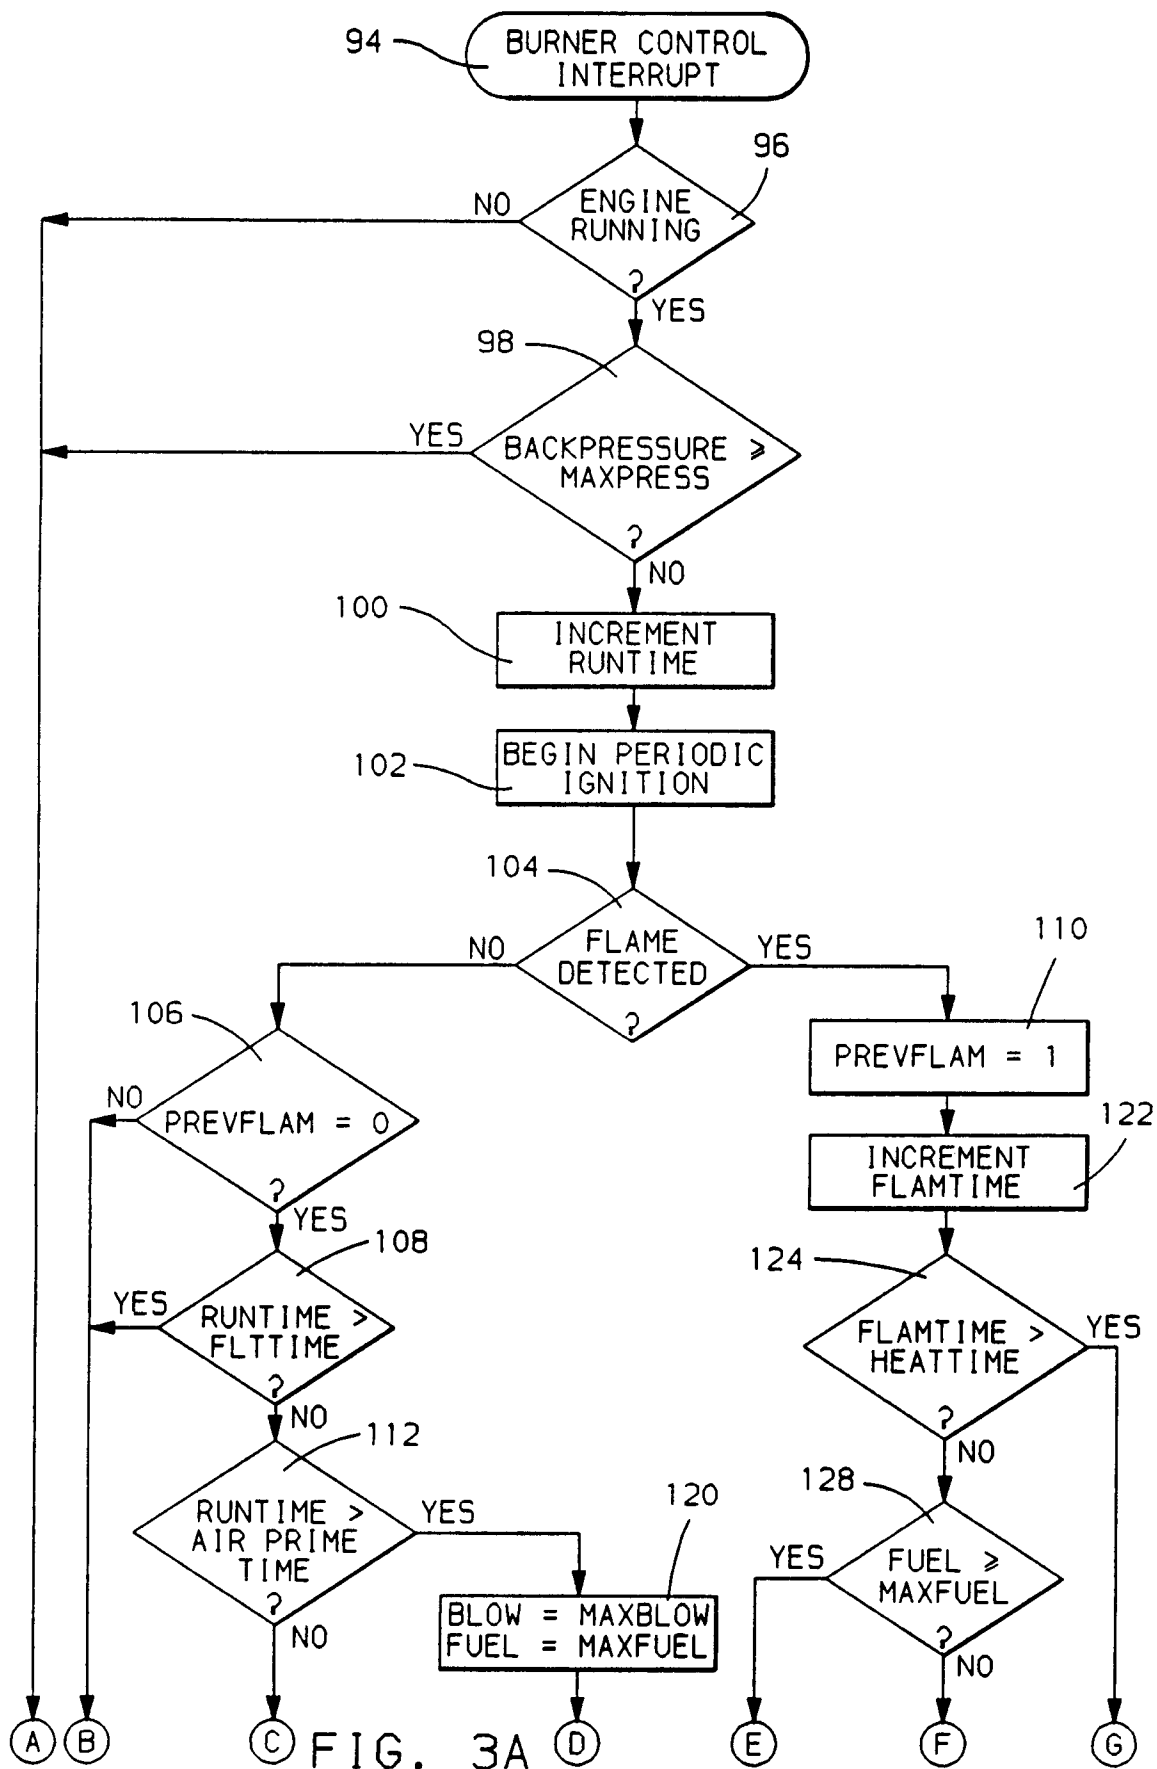 94
BURNER CONTROL
INTERRUPT
96
NO
ENGINE
RUNNING
?
YES
98
YES
BACKPRESSURE ⩾
MAXPRESS
?
NO
100
INCREMENT
RUNTIME
102
BEGIN PERIODIC
IGNITION
104
NO
FLAME
DETECTED
?
YES
110
106
PREVFLAM = 1
NO
PREVFLAM = 0
?
YES
122
INCREMENT
FLAMTIME
108
YES
RUNTIME >
FLTTIME
?
NO
124
FLAMTIME >
HEATTIME
?
YES
NO
112
RUNTIME >
AIR PRIME
TIME
?
YES
NO
120
BLOW = MAXBLOW
FUEL = MAXFUEL
128
YES
FUEL ⩾
MAXFUEL
?
NO
A
B
C
FIG. 3A
D
E
F
G